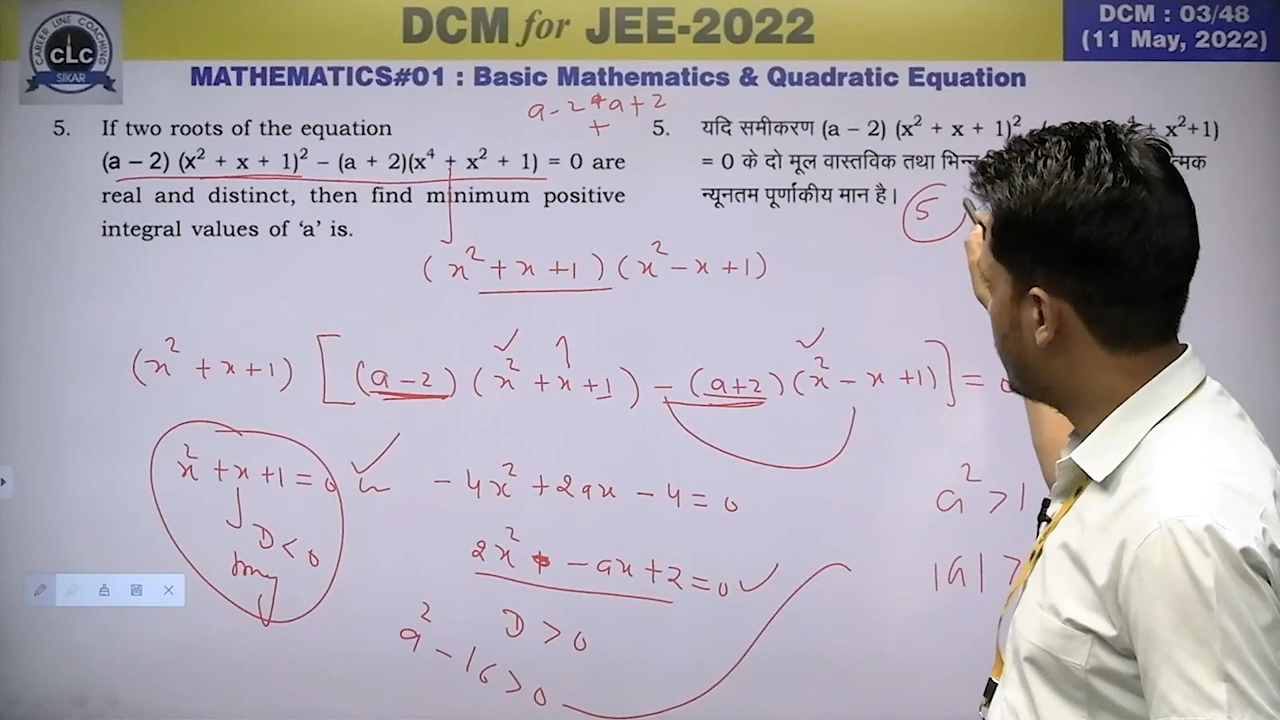 CAREER LINE COACHING
CLC
SIKAR
DCM for JEE-2022
DCM : 03/48
(11 May, 2022)
MATHEMATICS#01 : Basic Mathematics & Quadratic Equation
a-2+a+2
+
5. If two roots of the equation
(a − 2) (x² + x + 1)² − (a + 2)(x⁴ + x² + 1) = 0 are
real and distinct, then find minimum positive
integral values of ‘a’ is.
5. यदि समीकरण (a − 2) (x² + x + 1)² x²+1)
= 0 के दो मूल वास्तविक तथा
न्यूनतम पूर्णांकीय मान है।
5
(x²+x+1)(x²-x+1)
(x²+x+1) [(a-2)(x²+x+1) -(a+2)(x²-x+1)] =
x²+x+1=0
D<0
Img
-4x²+2ax-4=0
2x² -ax+2=0
D>0
a²-16>0
a²>1
|a|>